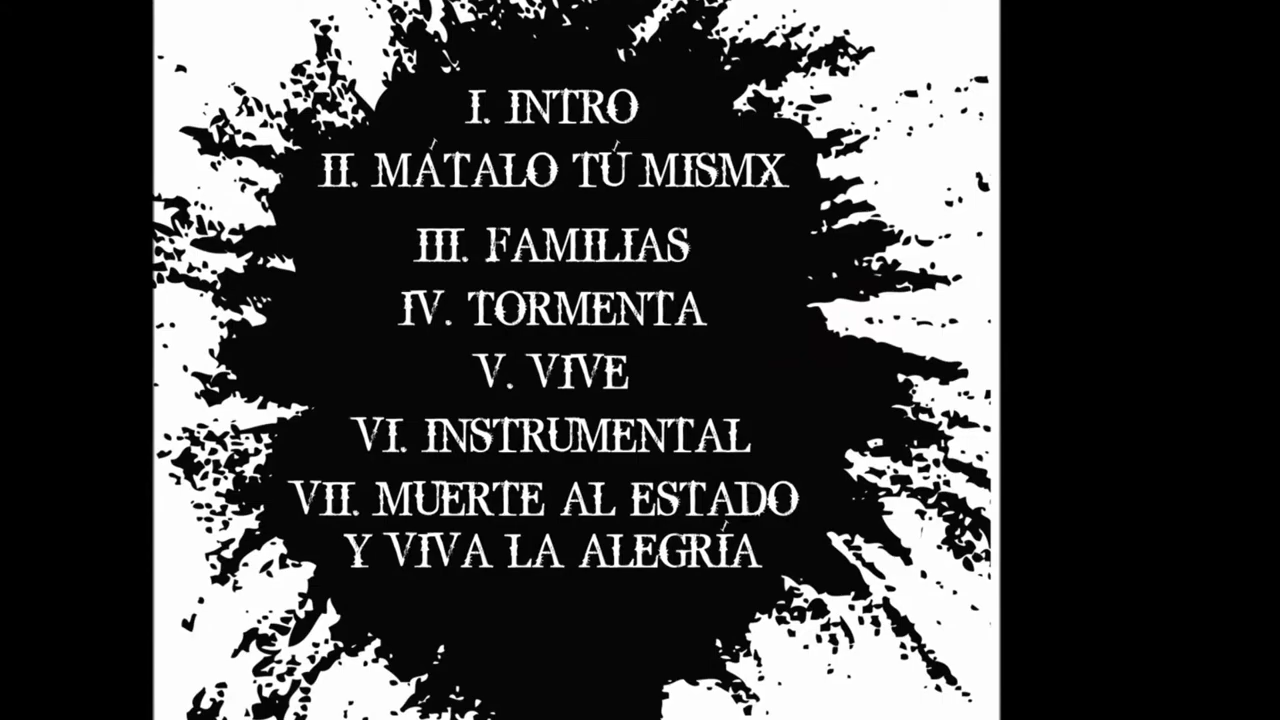 I. INTRO
II. MÁTALO TÚ MISMX
III. FAMILIAS
IV. TORMENTA
V. VIVE
VI. INSTRUMENTAL
VII. MUERTE AL ESTADO
Y VIVA LA ALEGRÍA